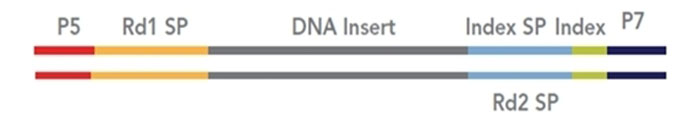 P5 Rd1 SP DNA Insert Index SP Index P7
Rd2 SP